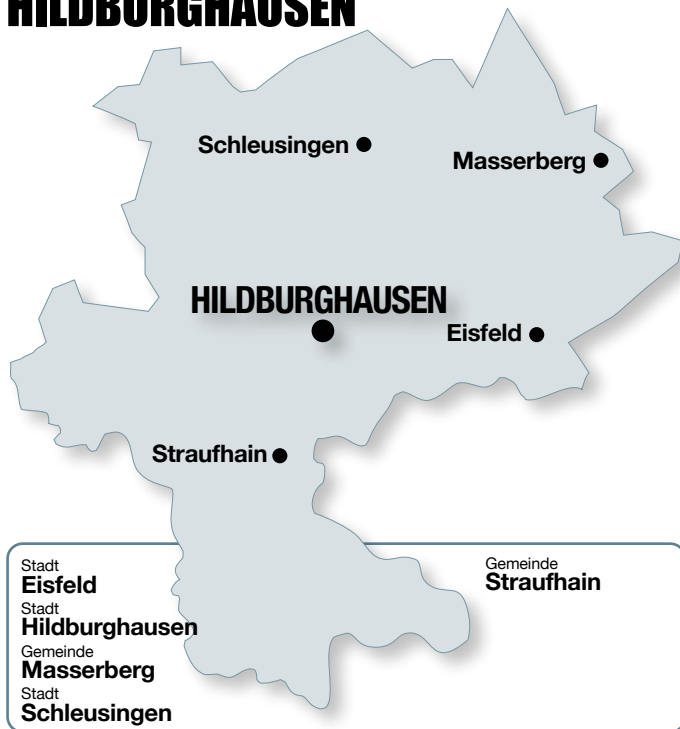 HILDBURGHAUSEN
Schleusingen
Masserberg
HILDBURGHAUSEN
Eisfeld
Straufhain
Stadt
Eisfeld
Stadt
Hildburghausen
Gemeinde
Masserberg
Stadt
Schleusingen
Gemeinde
Straufhain